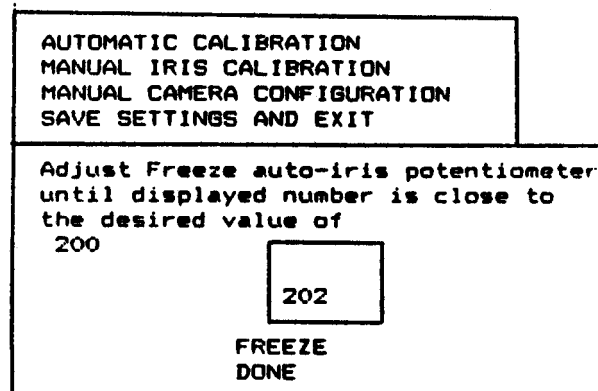 AUTOMATIC CALIBRATION
MANUAL IRIS CALIBRATION
MANUAL CAMERA CONFIGURATION
SAVE SETTINGS AND EXIT
Adjust Freeze auto-iris potentiometer
until displayed number is close to
the desired value of
200
202
FREEZE
DONE